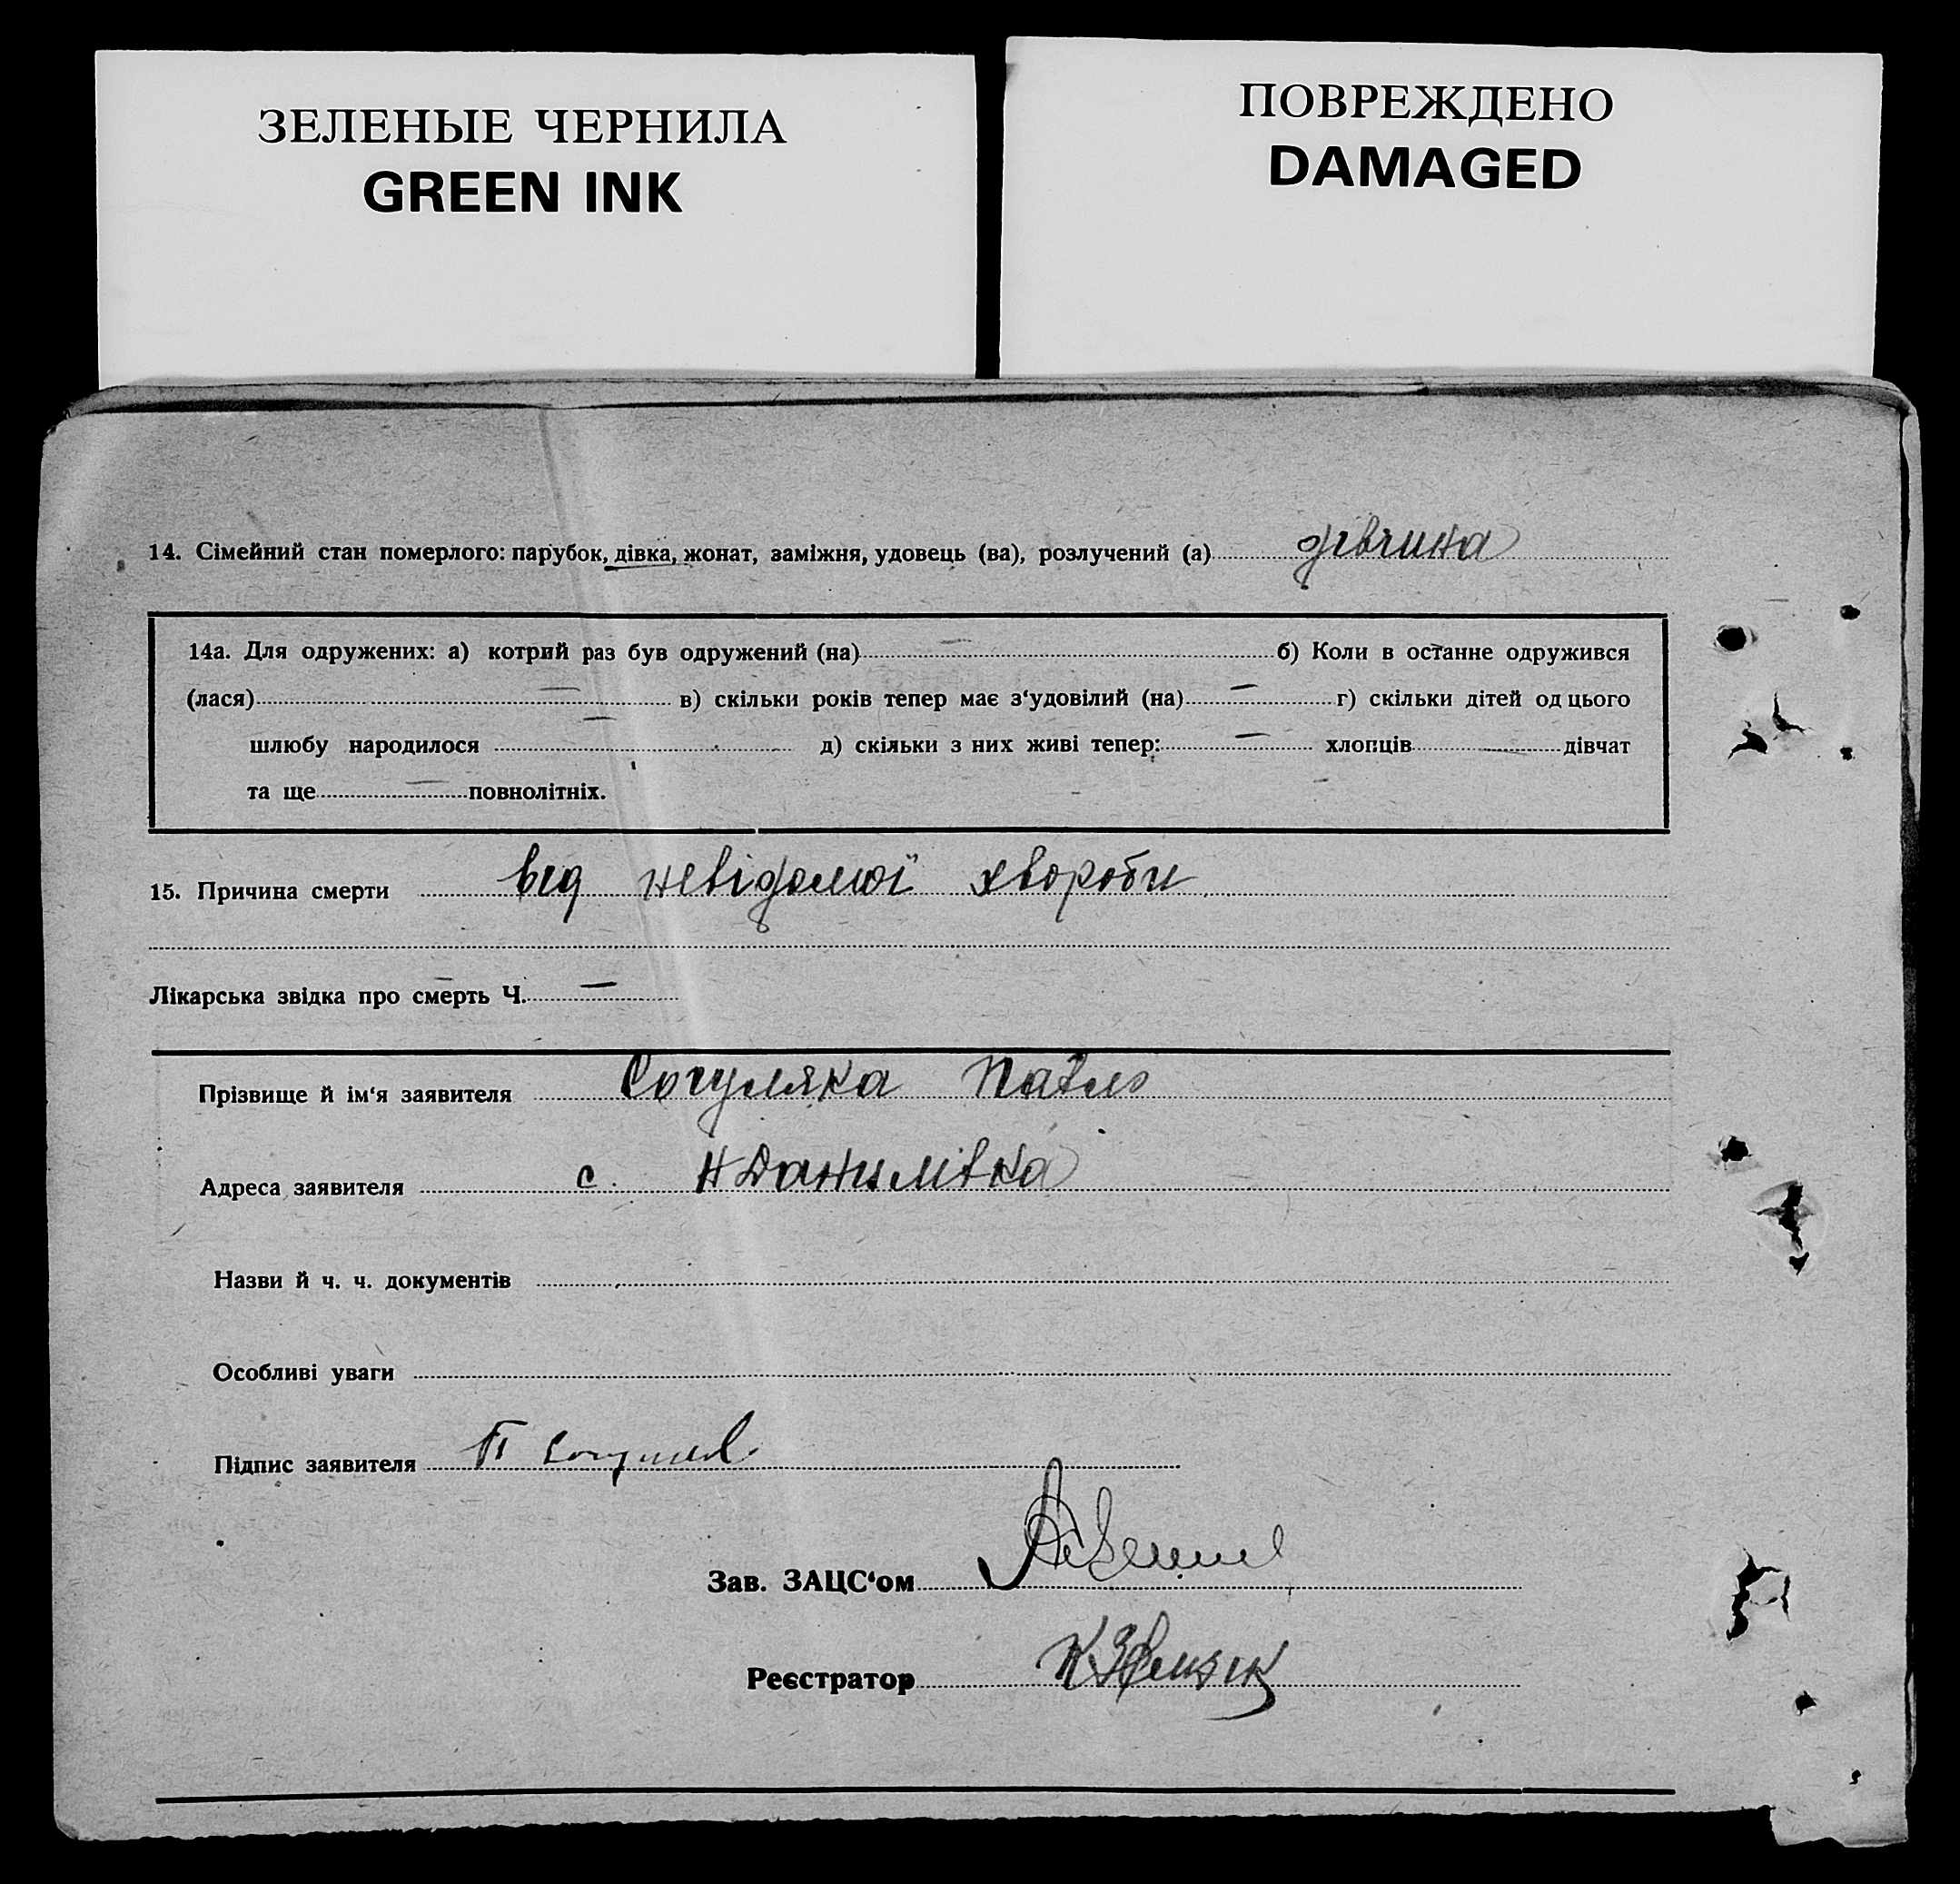 ЗЕЛЕНЫЕ ЧЕРНИЛА
GREEN INK
ПОВРЕЖДЕНО
DAMAGED
14. Сімейний стан померлого: парубок, дівка, жонат, заміжня, удовець (ва), розлучений (а) дівчина
14а. Для одружених: а) котрий раз був одружений (на) — б) Коли в останне одружився
(лася) — в) скільки років тепер має з‘удовілий (на) — г) скільки дітей од цього
шлюбу народилося — д) скільки з них живі тепер: — хлопців — дівчат
та ще — повнолітніх.
15. Причина смерти від невідомої хвороби
Лікарська звідка про смерть Ч. —
Прізвище й ім‘я заявителя Согуляка Павло
Адреса заявителя с. Н Данилівка
Назви й ч. ч. документів
Особливі уваги
Підпис заявителя П
Зав. ЗАЦС‘ом
Реєстратор